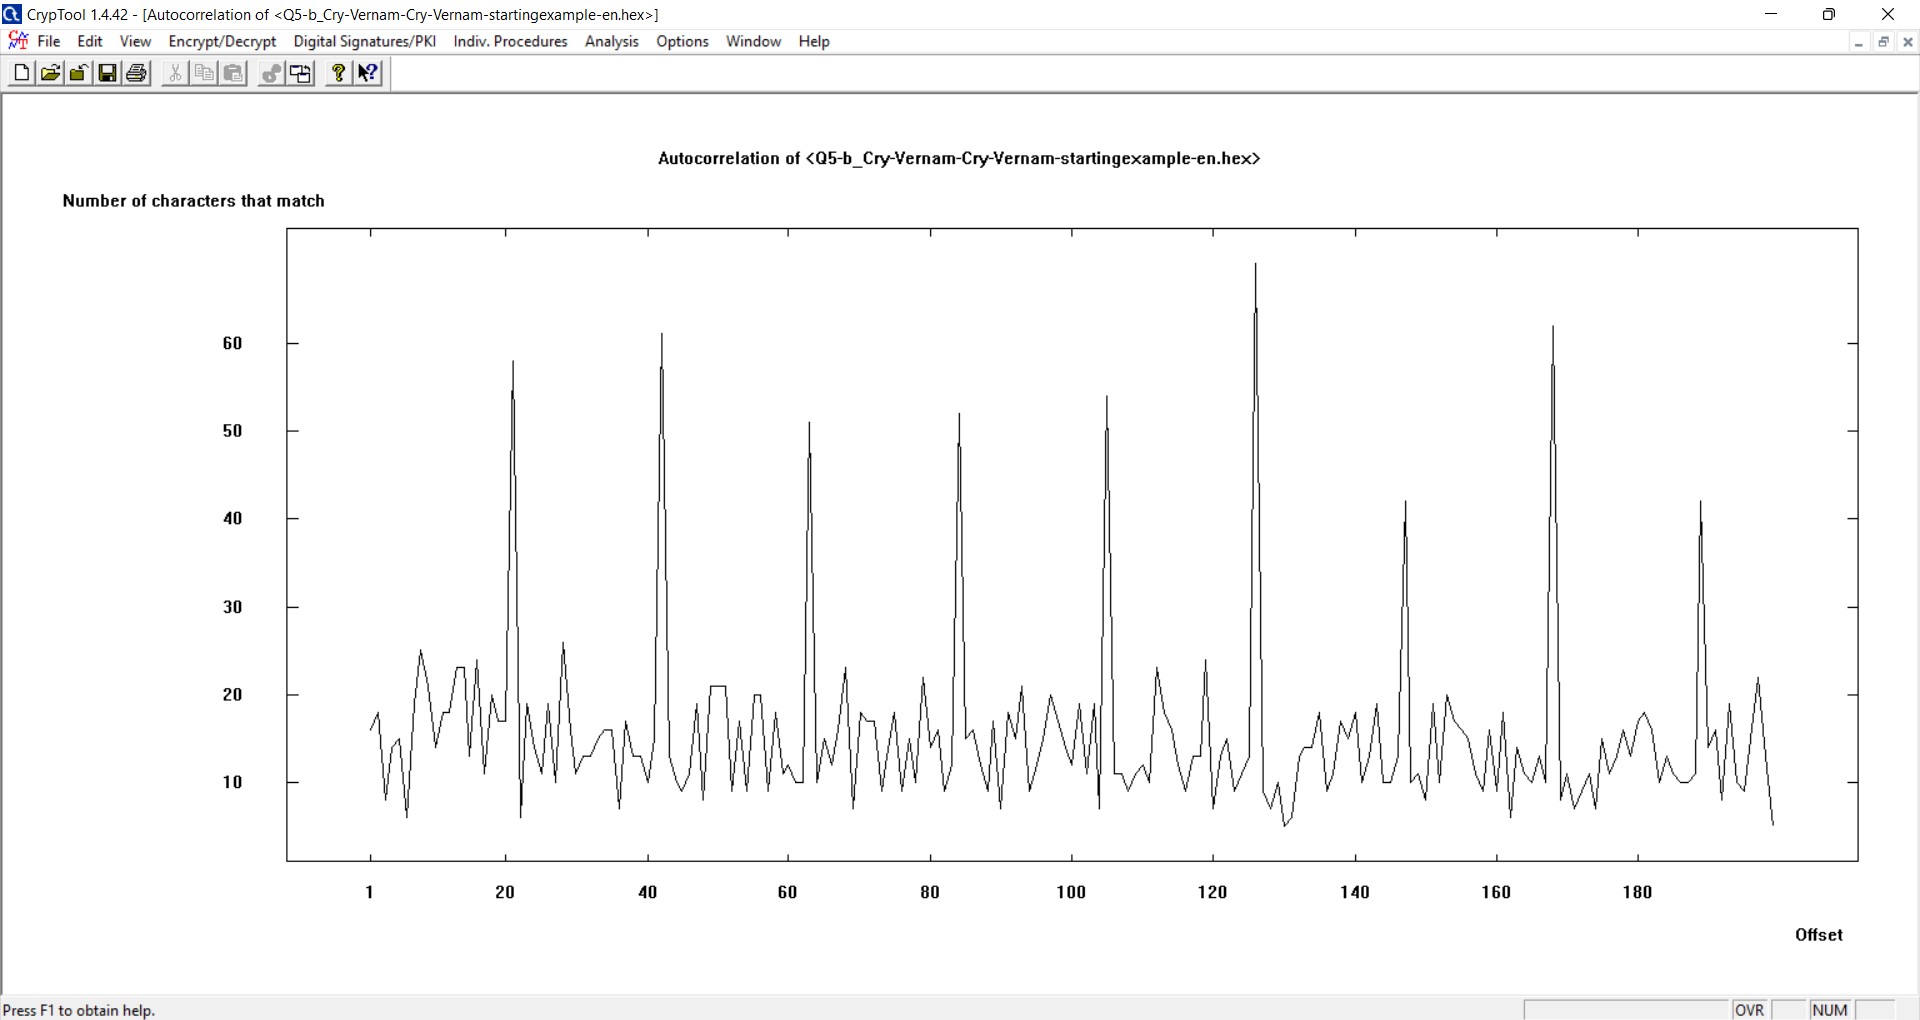 CrypTool 1.4.42 - [Autocorrelation of <Q5-b_Cry-Vernam-Cry-Vernam-startingexample-en.hex>]
File Edit View Encrypt/Decrypt Digital Signatures/PKI Indiv. Procedures Analysis Options Window Help
Autocorrelation of <Q5-b_Cry-Vernam-Cry-Vernam-startingexample-en.hex>
Number of characters that match
60
50
40
30
20
10
1 20 40 60 80 100 120 140 160 180
Offset
Press F1 to obtain help. OVR NUM